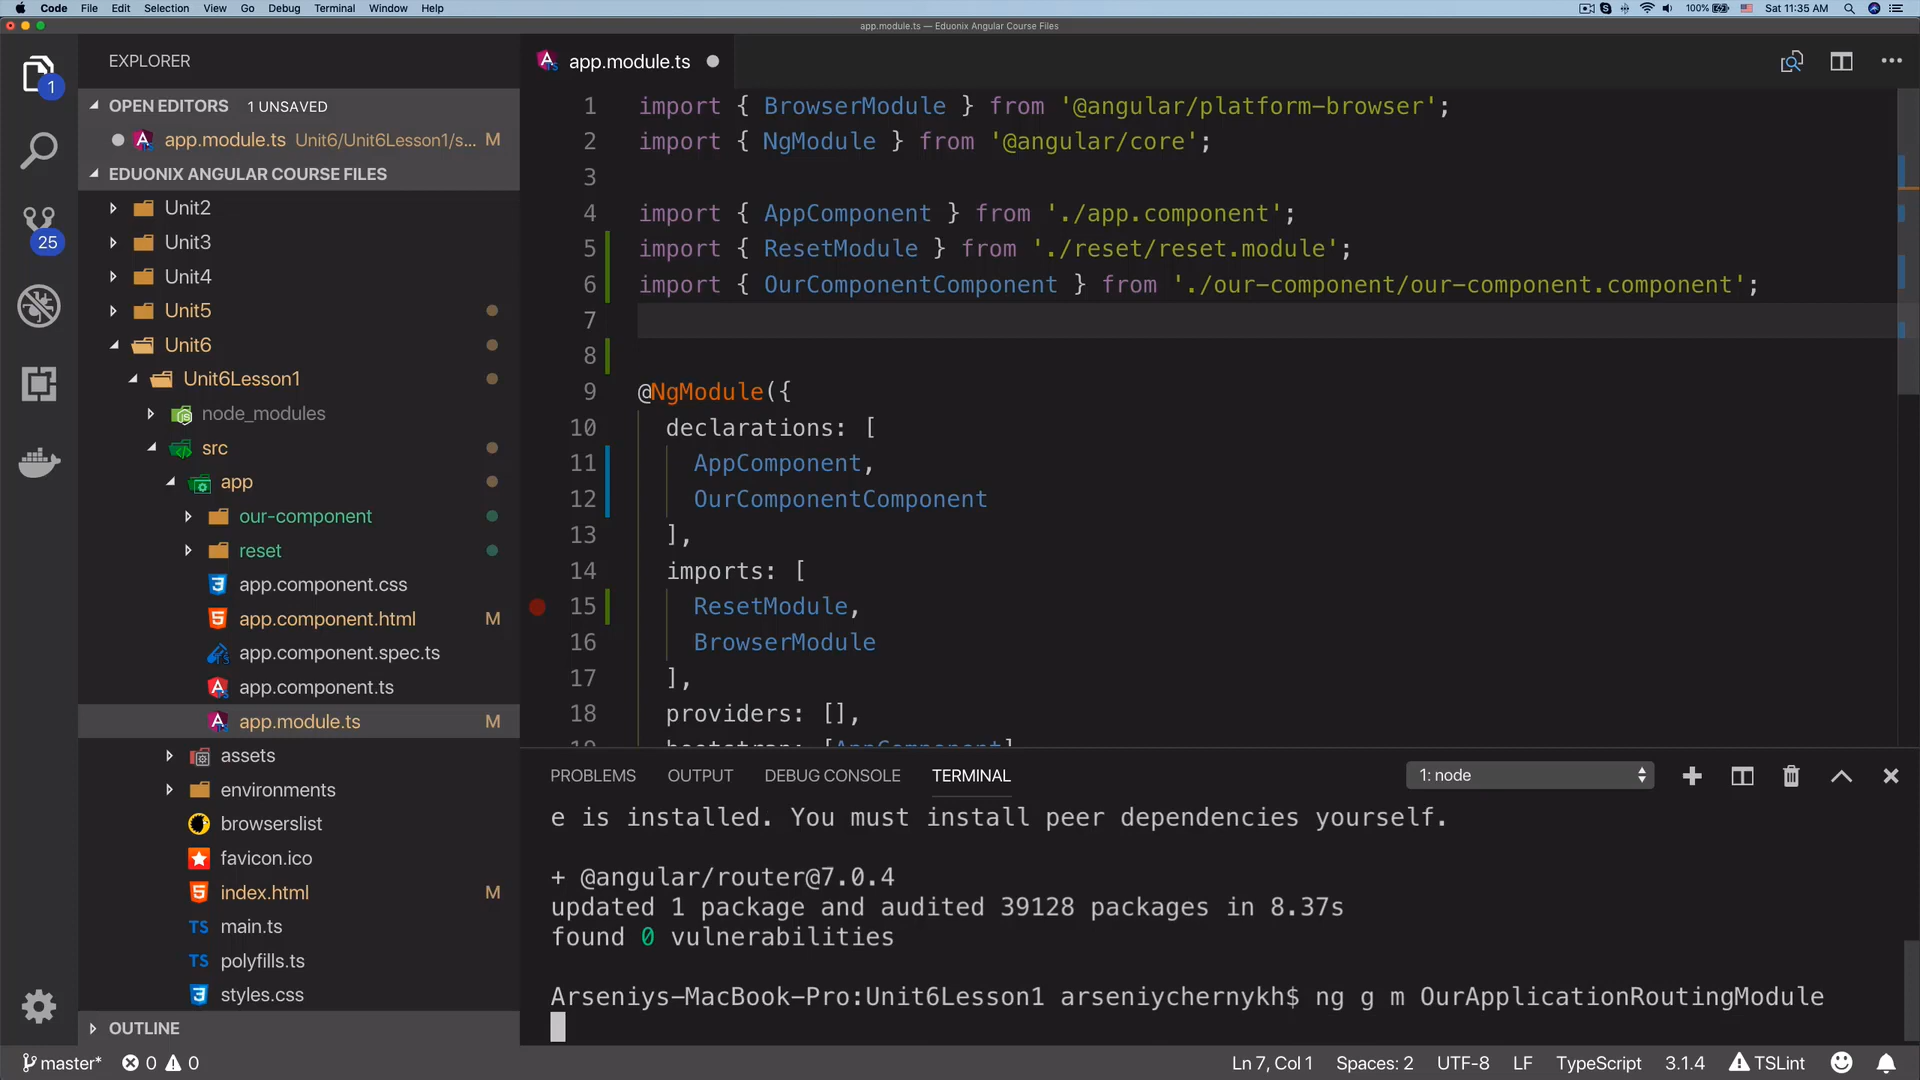 Code File Edit Selection View Go Debug Terminal Window Help
100% Sat 11:35 AM
app.module.ts — Eduonix Angular Course Files
EXPLORER
OPEN EDITORS 1 UNSAVED
app.module.ts Unit6/Unit6Lesson1/s... M
EDUONIX ANGULAR COURSE FILES
Unit2
Unit3
Unit4
Unit5
Unit6
Unit6Lesson1
node_modules
src
app
our-component
reset
app.component.css
app.component.html M
app.component.spec.ts
app.component.ts
app.module.ts M
assets
environments
browserslist
favicon.ico
index.html M
TS main.ts
TS polyfills.ts
styles.css
OUTLINE
1
25
app.module.ts
1 import { BrowserModule } from '@angular/platform-browser';
2 import { NgModule } from '@angular/core';
3
4 import { AppComponent } from './app.component';
5 import { ResetModule } from './reset/reset.module';
6 import { OurComponentComponent } from './our-component/our-component.component';
7
8
9 @NgModule({
10 declarations: [
11 AppComponent,
12 OurComponentComponent
13 ],
14 imports: [
15 ResetModule,
16 BrowserModule
17 ],
18 providers: [],
19 bootstrap: [AppComponent]
PROBLEMS OUTPUT DEBUG CONSOLE TERMINAL 1: node
e is installed. You must install peer dependencies yourself.
+ @angular/router@7.0.4
updated 1 package and audited 39128 packages in 8.37s
found 0 vulnerabilities
Arseniys-MacBook-Pro:Unit6Lesson1 arseniychernykh$ ng g m OurApplicationRoutingModule
master* 0 0 Ln 7, Col 1 Spaces: 2 UTF-8 LF TypeScript 3.1.4 TSLint